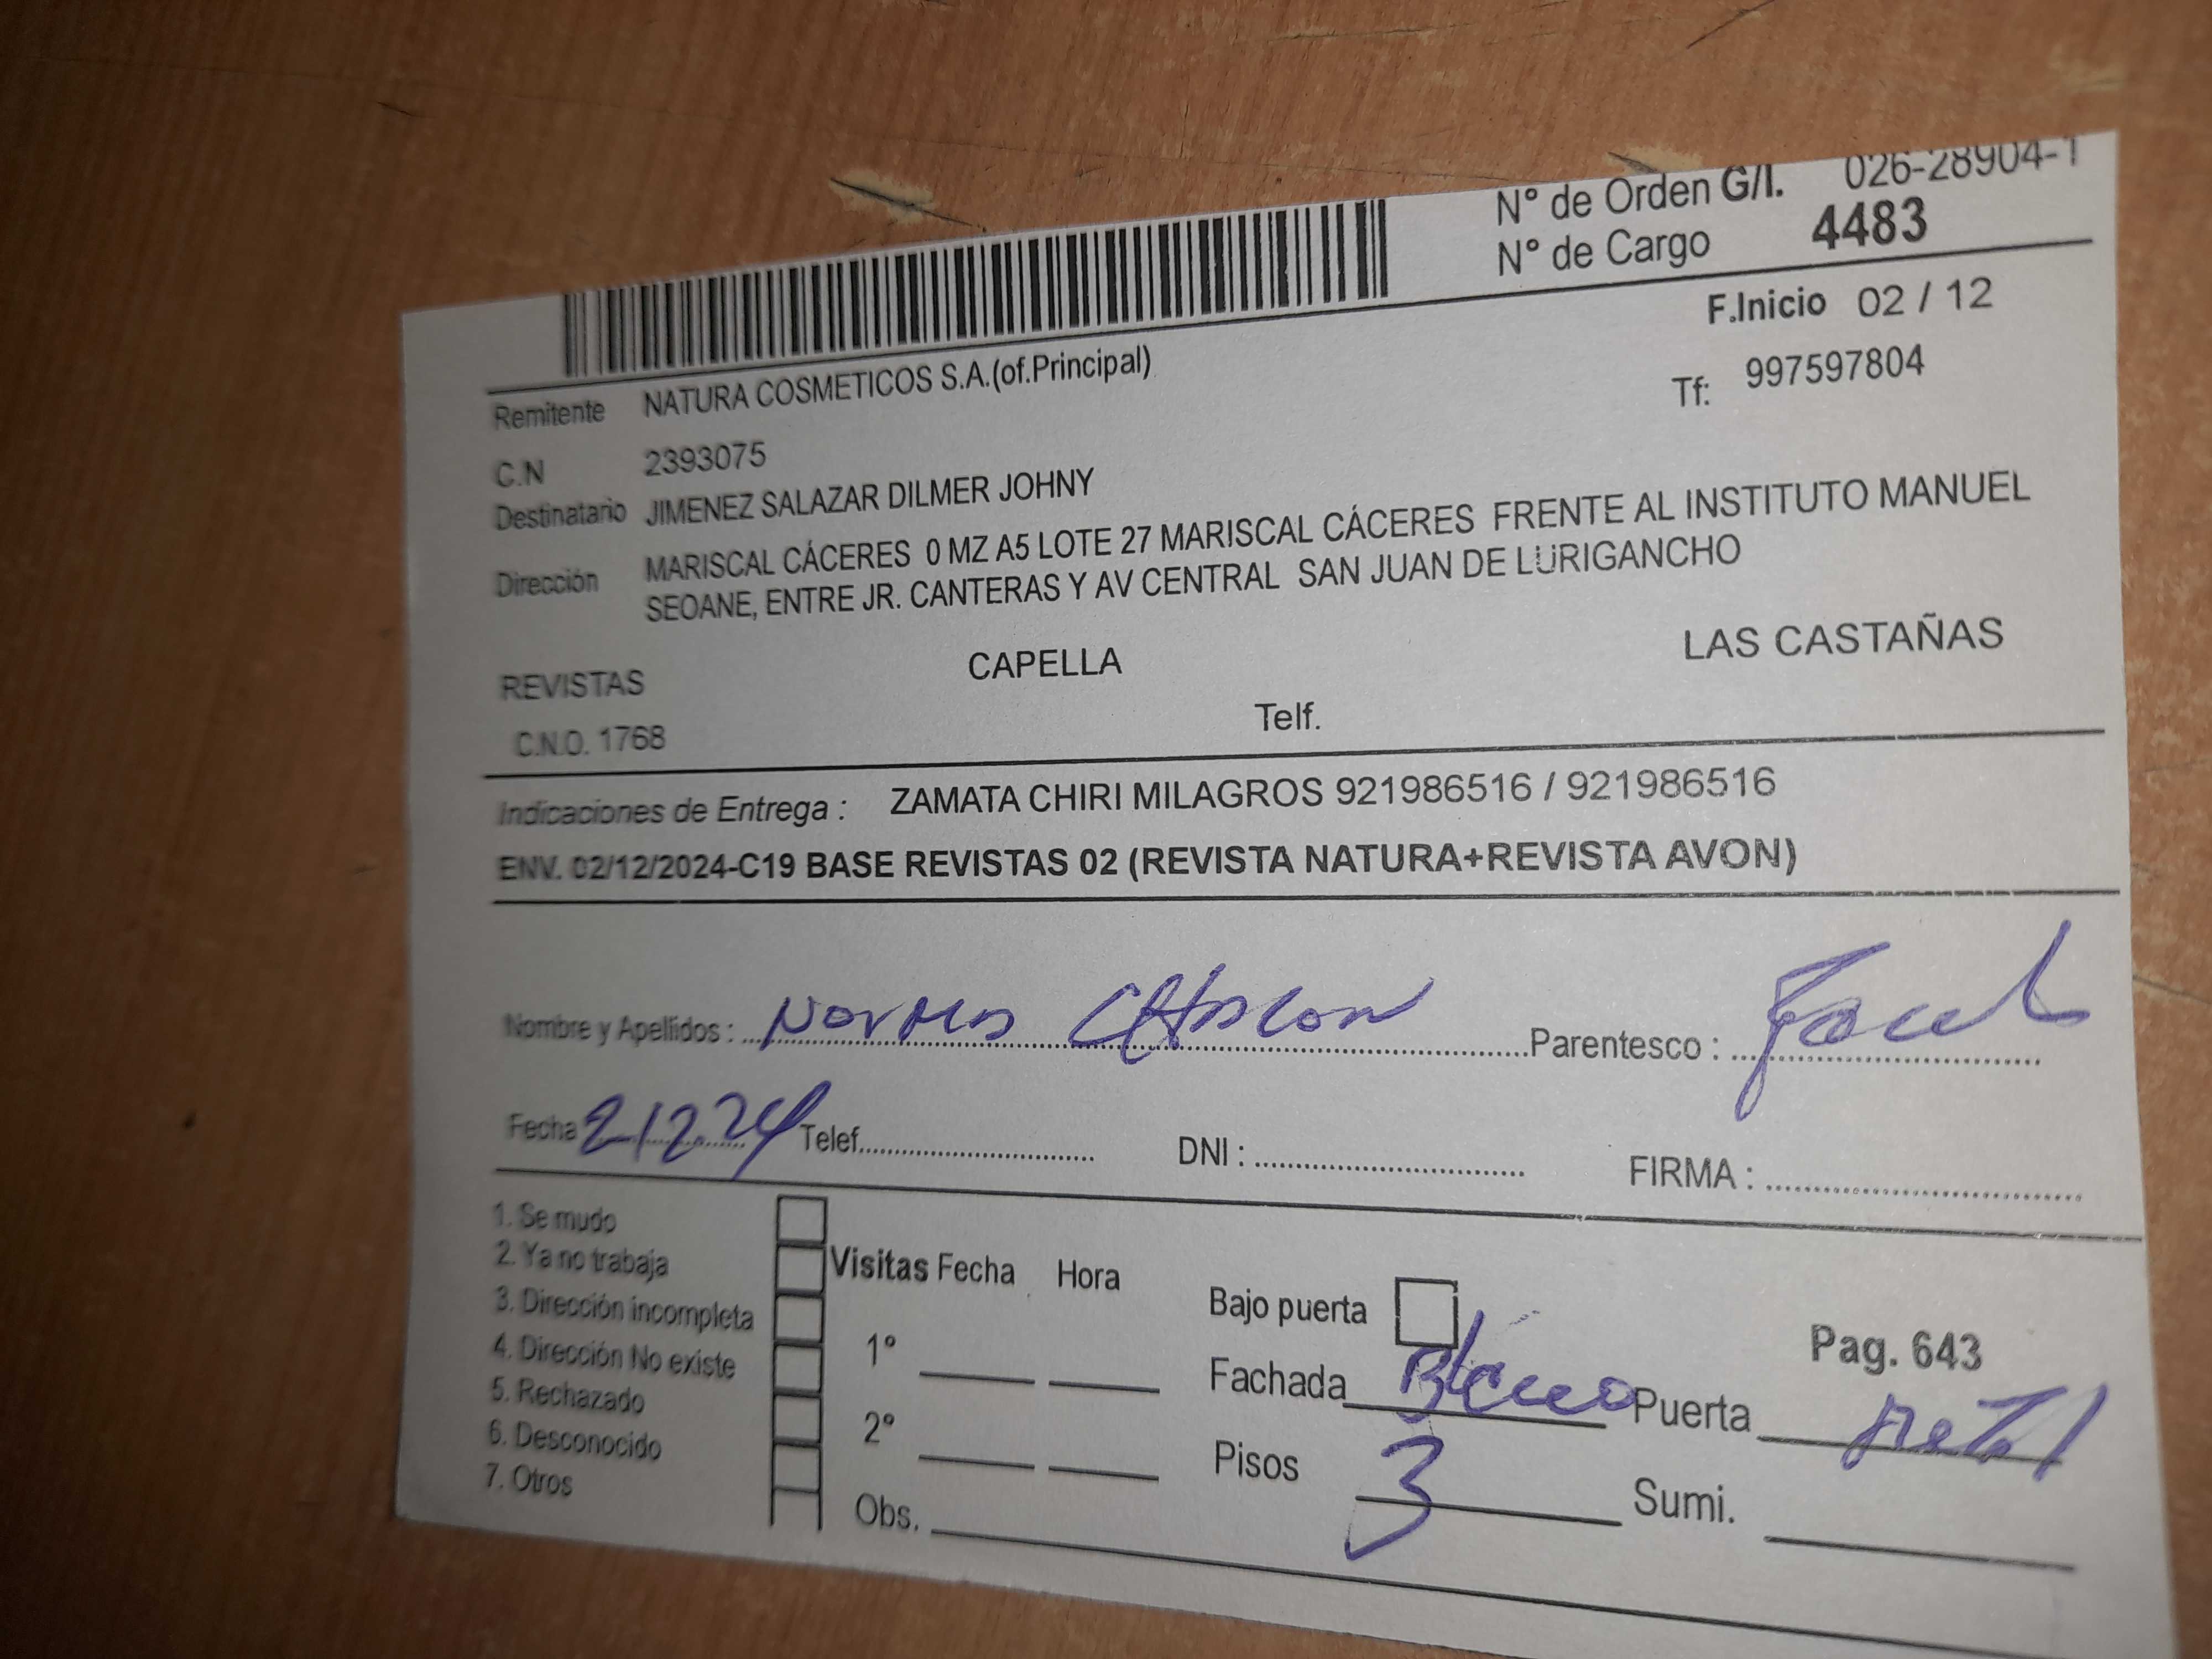 N° de Orden G/I. 026-28904-1
N° de Cargo 4483
F.Inicio 02 / 12
Remitente NATURA COSMETICOS S.A.(of.Principal)
Tf: 997597804
C.N 2393075
Destinatario JIMENEZ SALAZAR DILMER JOHNY
Dirección MARISCAL CÁCERES 0 MZ A5 LOTE 27 MARISCAL CÁCERES FRENTE AL INSTITUTO MANUEL
SEOANE, ENTRE JR. CANTERAS Y AV CENTRAL SAN JUAN DE LURIGANCHO
REVISTAS CAPELLA LAS CASTAÑAS
C.N.O. 1768 Telf.
Indicaciones de Entrega : ZAMATA CHIRI MILAGROS 921986516 / 921986516
ENV. 02/12/2024-C19 BASE REVISTAS 02 (REVISTA NATURA+REVISTA AVON)
Nombre y Apellidos : Parentesco :
Fecha 2/12.24 Telef. DNI : FIRMA :
1. Se mudo
2. Ya no trabaja Visitas Fecha Hora
3. Dirección incompleta Bajo puerta Pag. 643
4. Dirección No existe 1° Fachada Blanco Puerta Metal
5. Rechazado
6. Desconocido 2° Pisos 3 Sumi.
7. Otros Obs.